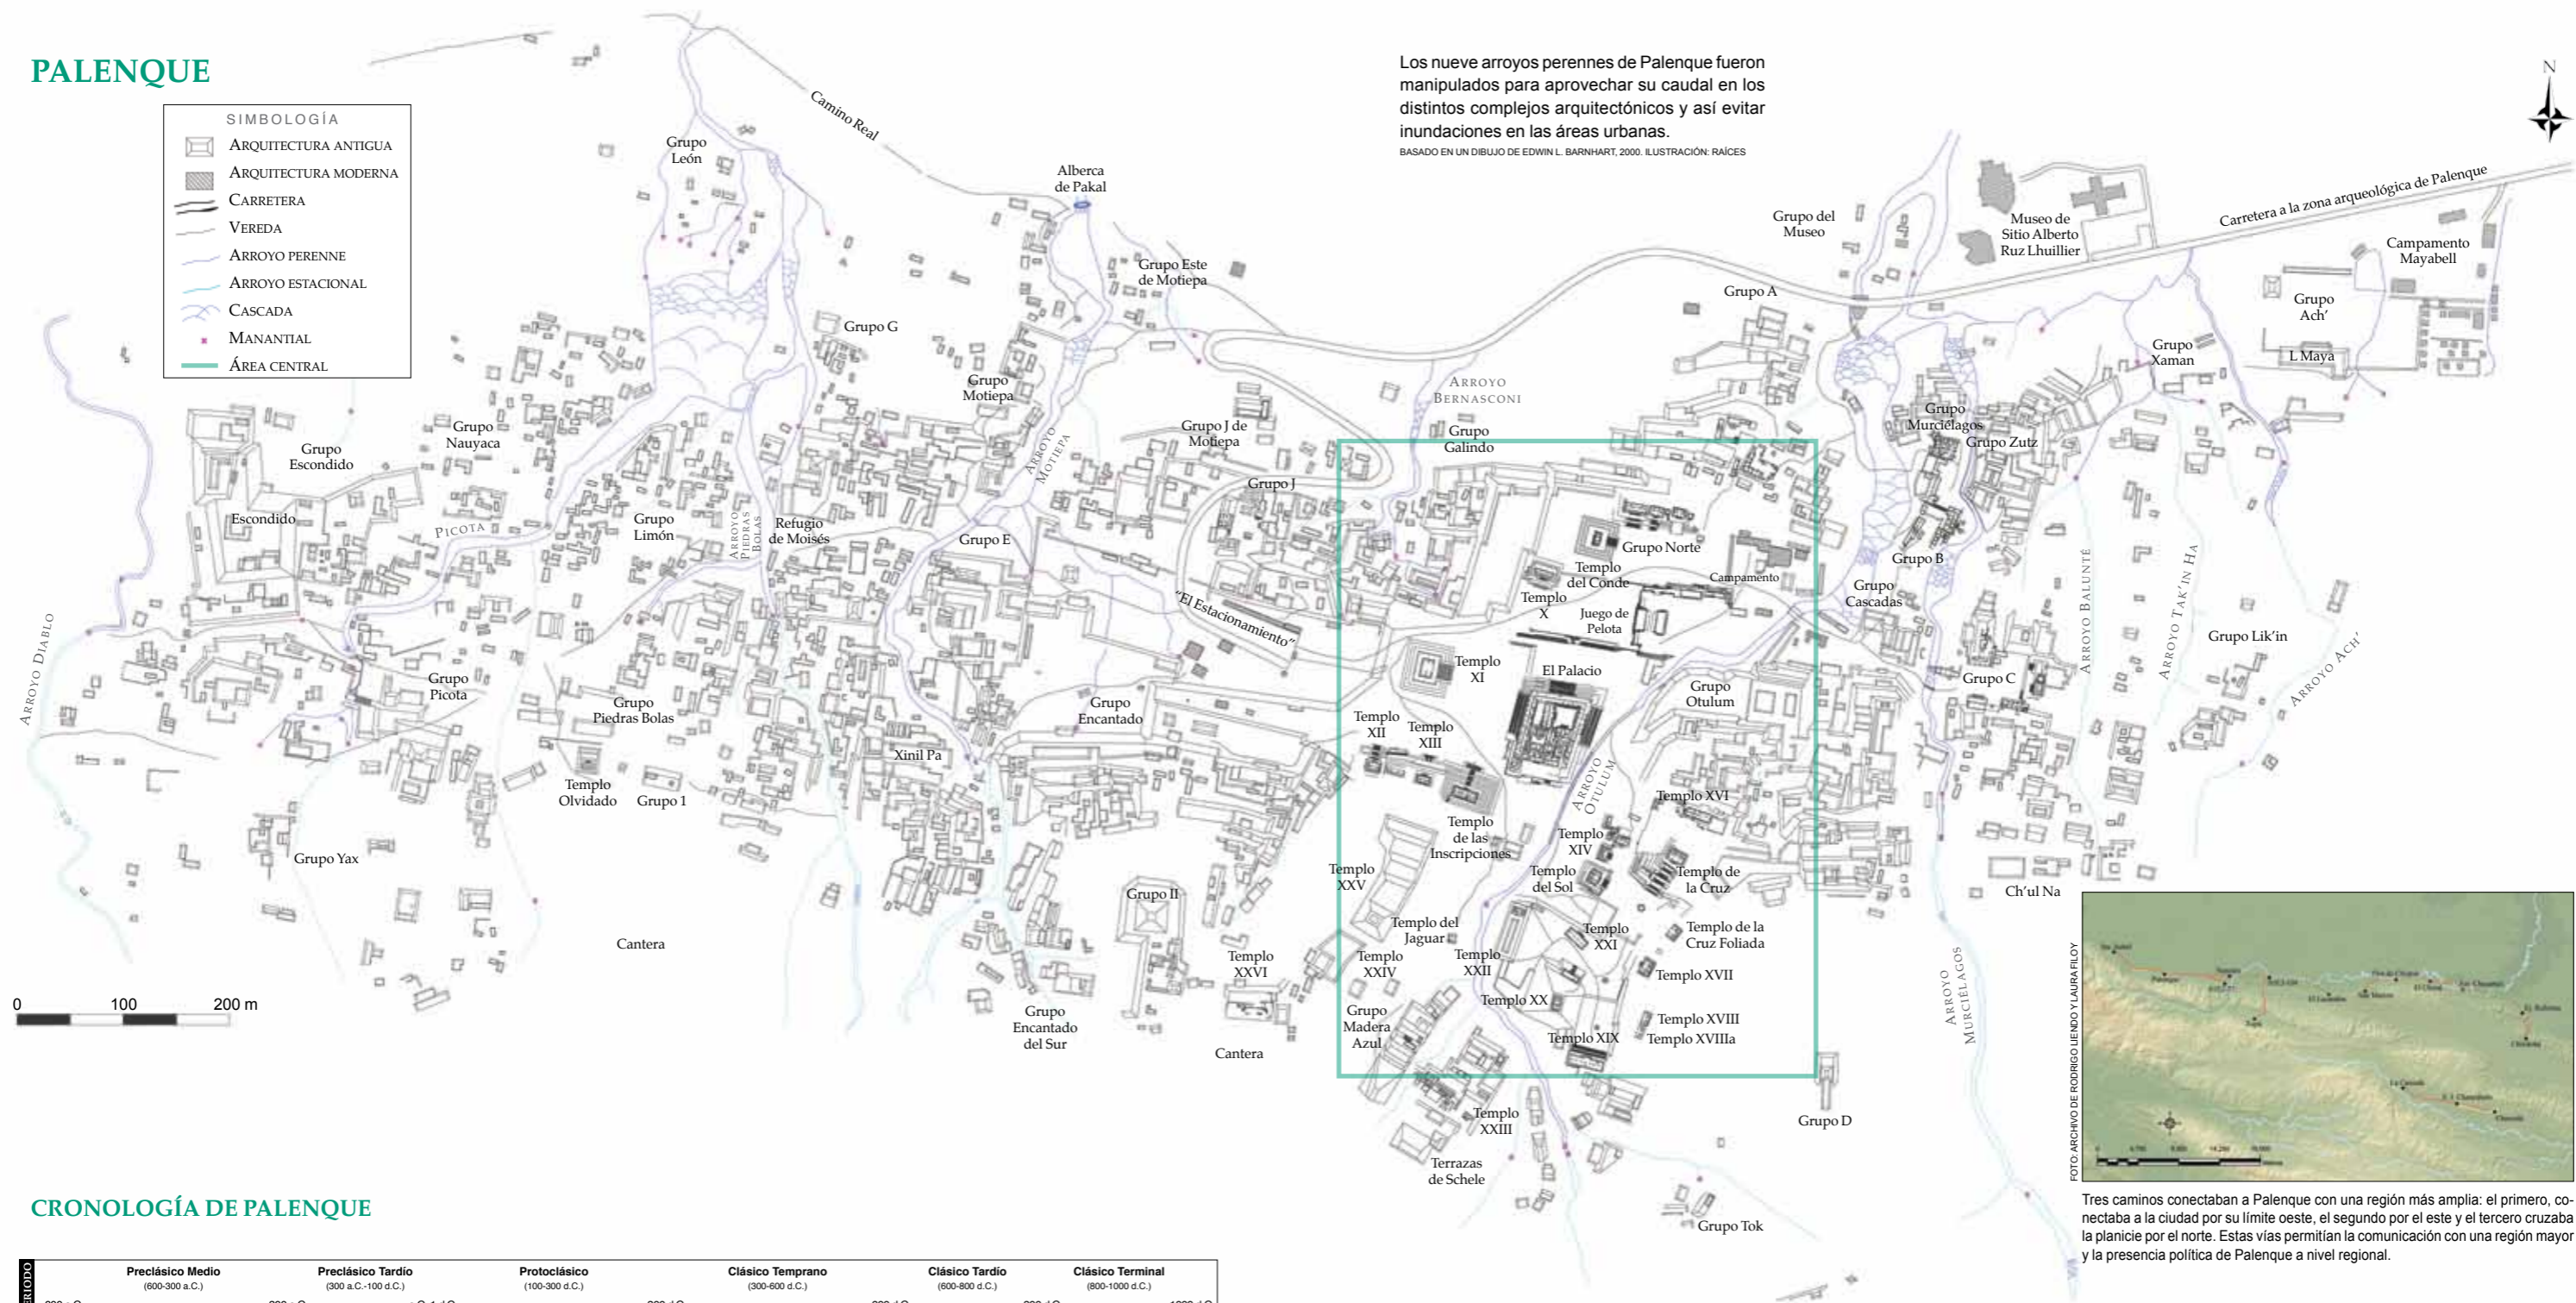 PALENQUE
SIMBOLOGÍA
ARQUITECTURA ANTIGUA
ARQUITECTURA MODERNA
CARRETERA
VEREDA
ARROYO PERENNE
ARROYO ESTACIONAL
CASCADA
MANANTIAL
ÁREA CENTRAL
Los nueve arroyos perennes de Palenque fueron
manipulados para aprovechar su caudal en los
distintos complejos arquitectónicos y así evitar
inundaciones en las áreas urbanas.
BASADO EN UN DIBUJO DE EDWIN L. BARNHART, 2000. ILUSTRACIÓN: RAÍCES
N
Camino Real
Grupo
León
Alberca
de Pakal
Grupo Este
de Motiepa
Grupo del
Museo
Museo de
Sitio Alberto
Ruz Lhuillier
Carretera a la zona arqueológica de Palenque
Campamento
Mayabell
Grupo
Ach'
L Maya
Grupo
Xaman
Grupo A
Grupo G
Grupo
Motiepa
ARROYO
MOTIEPA
ARROYO
BERNASCONI
Grupo J de
Motiepa
Grupo
Galindo
Grupo J
Grupo
Murciélagos
Grupo Zutz
Grupo
Nauyaca
Grupo
Escondido
Escondido
PICOTA
Grupo
Limón
ARROYO
PIEDRAS
BOLAS
Refugio
de Moisés
Grupo E
Grupo Norte
Templo
del Conde
Campamento
Templo
X
Juego de
Pelota
"El Estacionamiento"
Grupo B
Grupo
Cascadas
ARROYO BALUNTÉ
ARROYO TAK'IN HA
Grupo Lik'in
ARROYO ACH'
ARROYO DIABLO
Grupo
Picota
Grupo
Piedras Bolas
Grupo
Encantado
Templo
XI
El Palacio
Grupo
Otulum
Grupo C
Templo
XII
Templo
XIII
Xinil Pa
Templo
Olvidado
Grupo 1
ARROYO
OTULUM
Templo XVI
Templo
de las
Inscripciones
Templo
XIV
Grupo Yax
Templo
XXV
Templo
del Sol
Templo de
la Cruz
Ch'ul Na
Grupo II
Templo del
Jaguar
Templo
XXI
Templo de la
Cruz Foliada
Cantera
Templo
XXVI
Templo
XXIV
Templo
XXII
Templo XVII
Templo XX
ARROYO
MURCIÉLAGOS
0 100 200 m
Grupo
Encantado
del Sur
Grupo
Madera
Azul
Templo XVIII
Templo XVIIIa
Templo XIX
Cantera
Templo
XXIII
Grupo D
Terrazas
de Schele
Grupo Tok
FOTO: ARCHIVO DE RODRIGO LIENDO Y LAURA FILOY
Tres caminos conectaban a Palenque con una región más amplia: el primero, co-
nectaba a la ciudad por su límite oeste, el segundo por el este y el tercero cruzaba
la planicie por el norte. Estas vías permitían la comunicación con una región mayor
y la presencia política de Palenque a nivel regional.
CRONOLOGÍA DE PALENQUE
Preclásico Medio
(600-300 a.C.)
Preclásico Tardío
(300 a.C.-100 d.C.)
Protoclásico
(100-300 d.C.)
Clásico Temprano
(300-600 d.C.)
Clásico Tardío
(600-800 d.C.)
Clásico Terminal
(800-1000 d.C.)